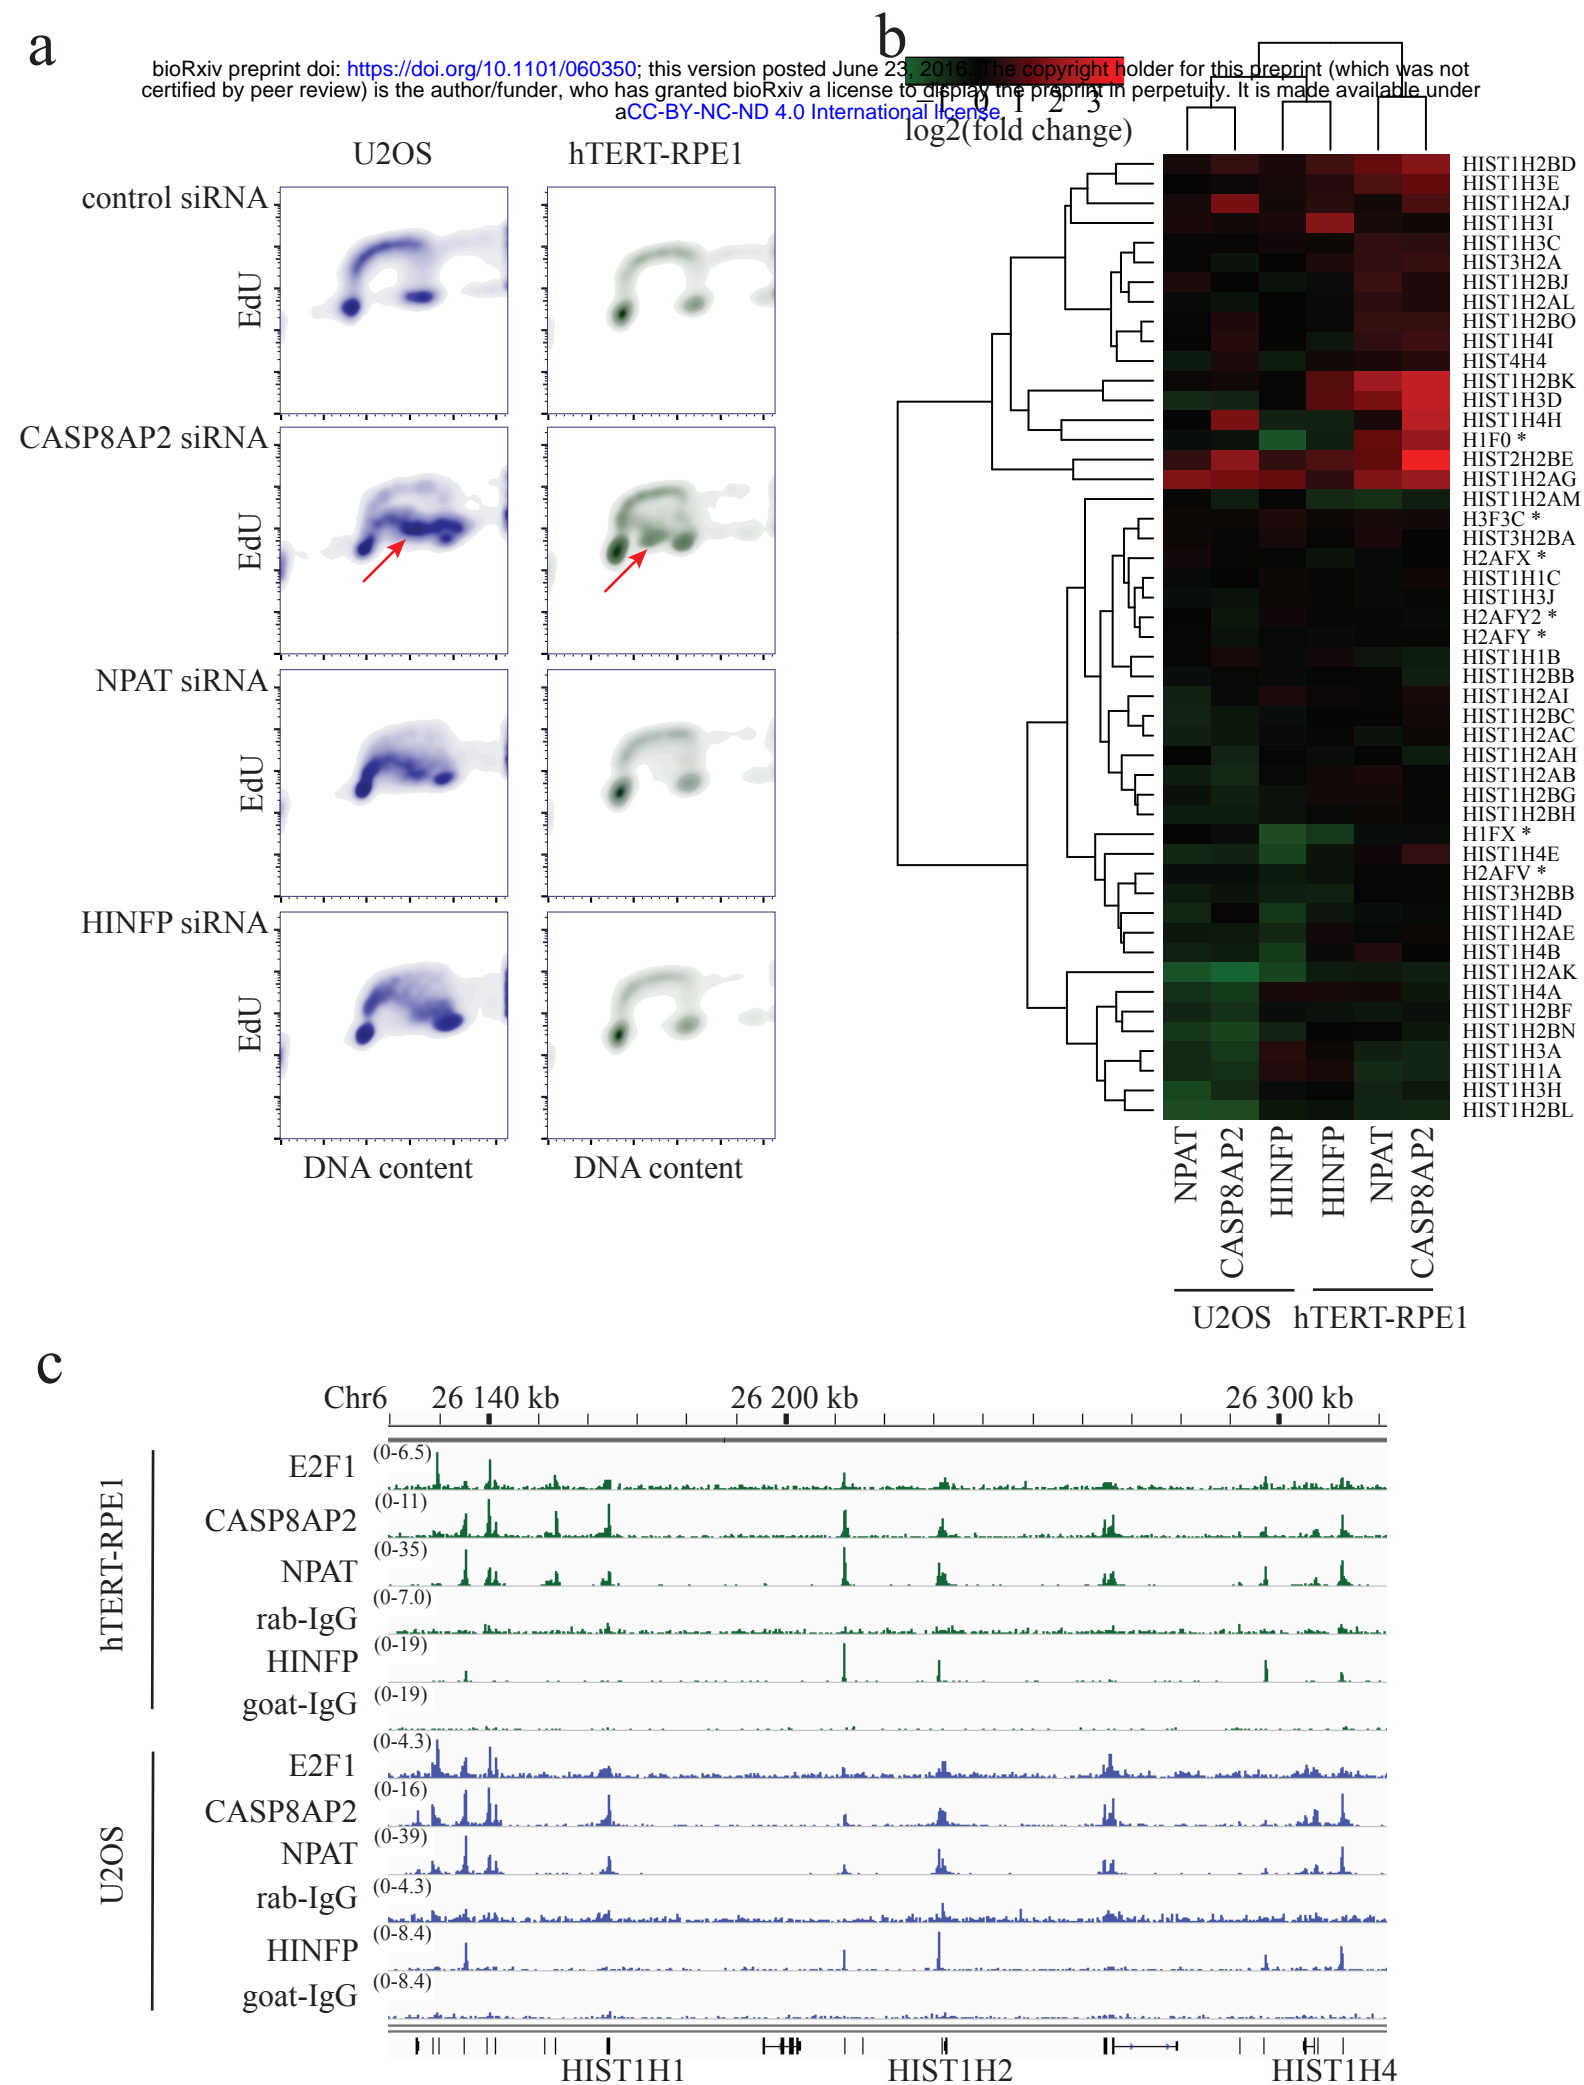 a
b
bioRxiv preprint doi: https://doi.org/10.1101/060350; this version posted June 23, 2016. The copyright holder for this preprint (which was not
certified by peer review) is the author/funder, who has granted bioRxiv a license to display the preprint in perpetuity. It is made available under
aCC-BY-NC-ND 4.0 International license.
−1 0 1 2 3
log2(fold change)
U2OS hTERT-RPE1
control siRNA
EdU
CASP8AP2 siRNA
EdU
NPAT siRNA
EdU
HINFP siRNA
EdU
DNA content DNA content
HIST1H2BD
HIST1H3E
HIST1H2AJ
HIST1H3I
HIST1H3C
HIST3H2A
HIST1H2BJ
HIST1H2AL
HIST1H2BO
HIST1H4I
HIST4H4
HIST1H2BK
HIST1H3D
HIST1H4H
H1F0 *
HIST2H2BE
HIST1H2AG
HIST1H2AM
H3F3C *
HIST3H2BA
H2AFX *
HIST1H1C
HIST1H3J
H2AFY2 *
H2AFY *
HIST1H1B
HIST1H2BB
HIST1H2AI
HIST1H2BC
HIST1H2AC
HIST1H2AH
HIST1H2AB
HIST1H2BG
HIST1H2BH
H1FX *
HIST1H4E
H2AFV *
HIST3H2BB
HIST1H4D
HIST1H2AE
HIST1H4B
HIST1H2AK
HIST1H4A
HIST1H2BF
HIST1H2BN
HIST1H3A
HIST1H1A
HIST1H3H
HIST1H2BL
NPAT
CASP8AP2
HINFP
HINFP
NPAT
CASP8AP2
U2OS hTERT-RPE1
c
Chr6 26 140 kb 26 200 kb 26 300 kb
hTERT-RPE1
E2F1 (0-6.5)
CASP8AP2 (0-11)
NPAT (0-35)
rab-IgG (0-7.0)
HINFP (0-19)
goat-IgG (0-19)
U2OS
E2F1 (0-4.3)
CASP8AP2 (0-16)
NPAT (0-39)
rab-IgG (0-4.3)
HINFP (0-8.4)
goat-IgG (0-8.4)
HIST1H1 HIST1H2 HIST1H4